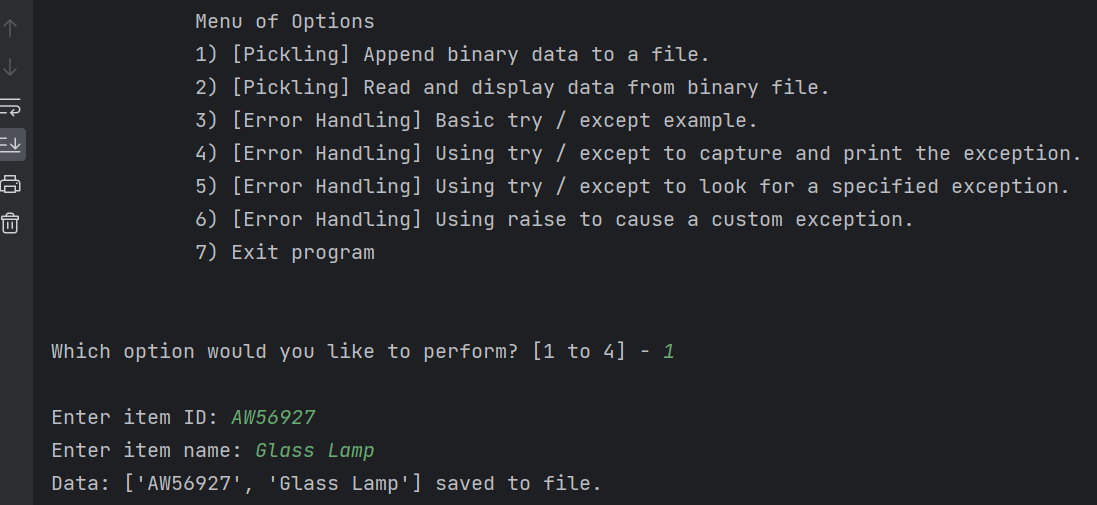 Menu of Options
1) [Pickling] Append binary data to a file.
2) [Pickling] Read and display data from binary file.
3) [Error Handling] Basic try / except example.
4) [Error Handling] Using try / except to capture and print the exception.
5) [Error Handling] Using try / except to look for a specified exception.
6) [Error Handling] Using raise to cause a custom exception.
7) Exit program
Which option would you like to perform? [1 to 4] - 1
Enter item ID: AW56927
Enter item name: Glass Lamp
Data: ['AW56927', 'Glass Lamp'] saved to file.